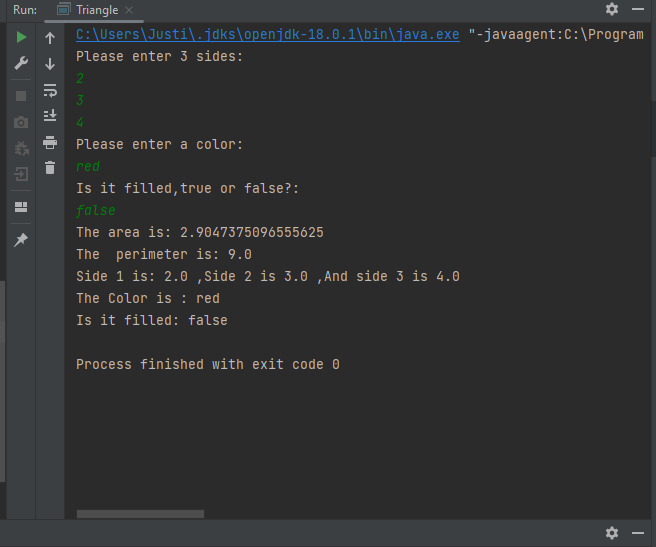 Run: Triangle
C:\Users\Justi\.jdks\openjdk-18.0.1\bin\java.exe "-javaagent:C:\Program
Please enter 3 sides:
2
3
4
Please enter a color:
red
Is it filled,true or false?:
false
The area is: 2.9047375096555625
The  perimeter is: 9.0
Side 1 is: 2.0 ,Side 2 is 3.0 ,And side 3 is 4.0
The Color is : red
Is it filled: false
Process finished with exit code 0